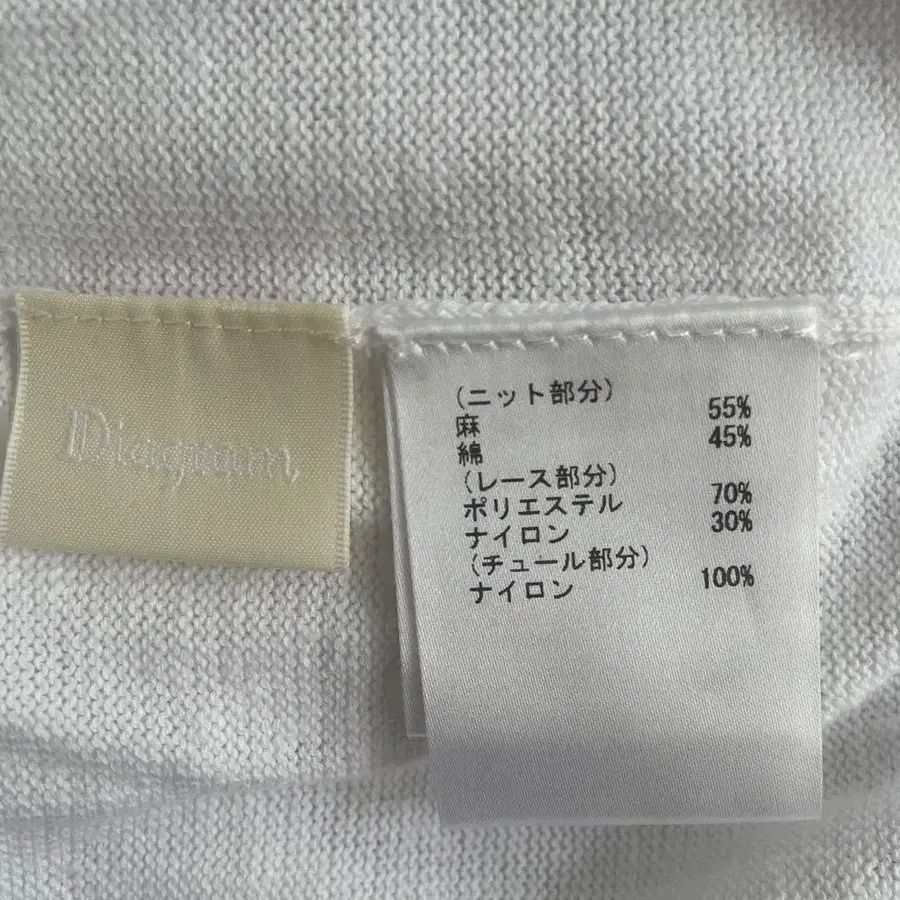 Diagram
(ニット部分)
麻 55%
綿 45%
(レース部分)
ポリエステル 70%
ナイロン 30%
(チュール部分)
ナイロン 100%